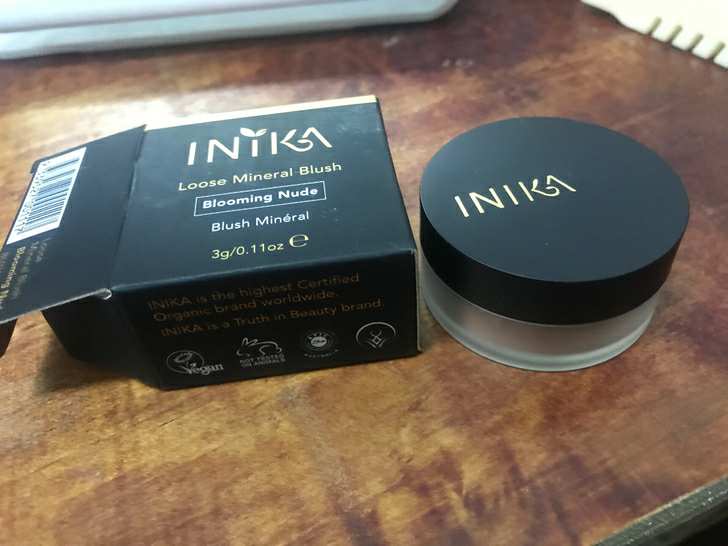 INIKA
Loose Mineral Blush
Blooming Nude
Blush Minéral
3g/0.11oz e
INIKA is the highest Certified
Organic brand worldwide.
INIKA is a Truth in Beauty brand.
Vegan
NOT TESTED
ON ANIMALS
AUSTRALIA
INIKA